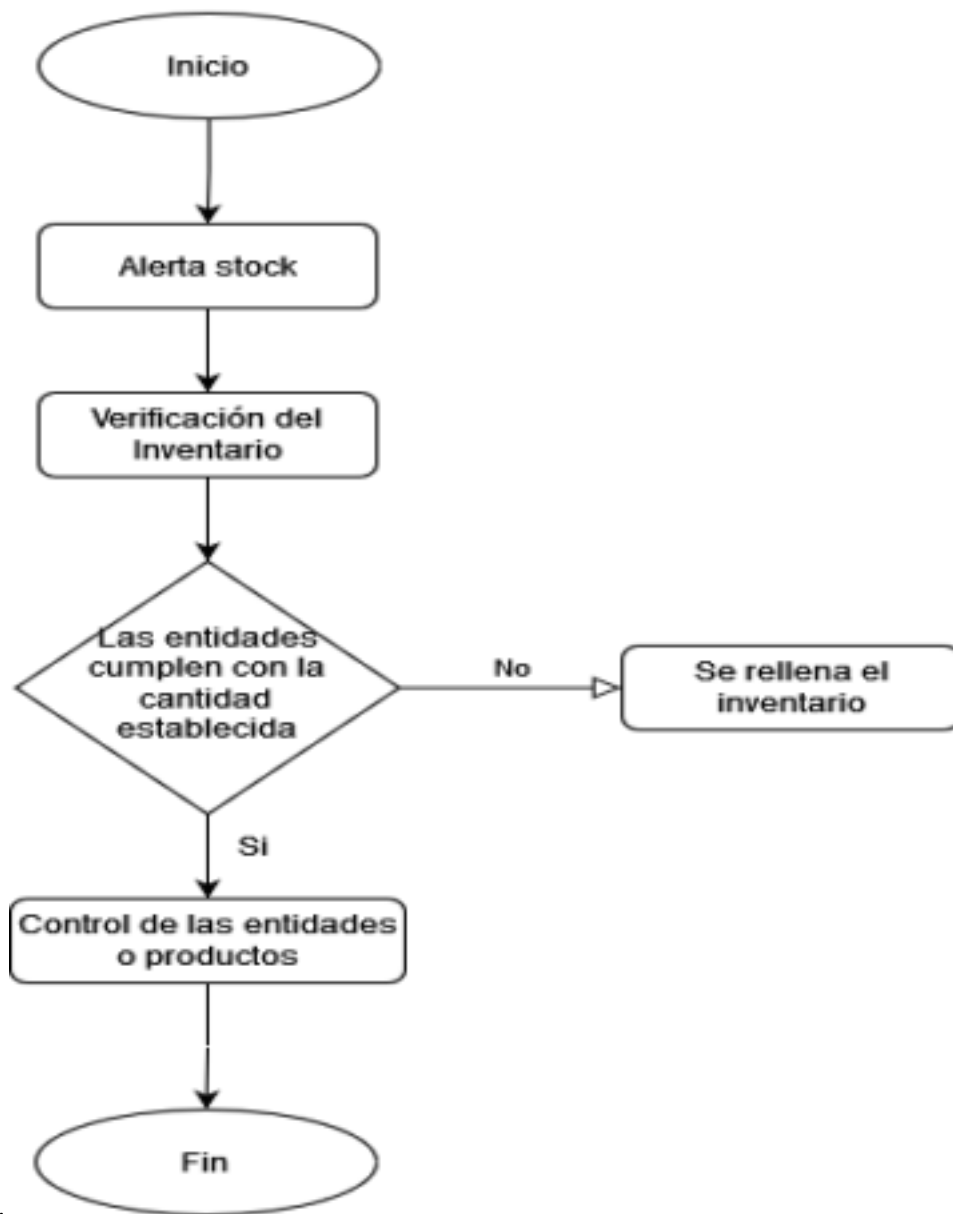 Inicio
Alerta stock
Verificación del
Inventario
Las entidades
cumplen con la
cantidad
establecida
No
Se rellena el
inventario
Si
Control de las entidades
o productos
Fin